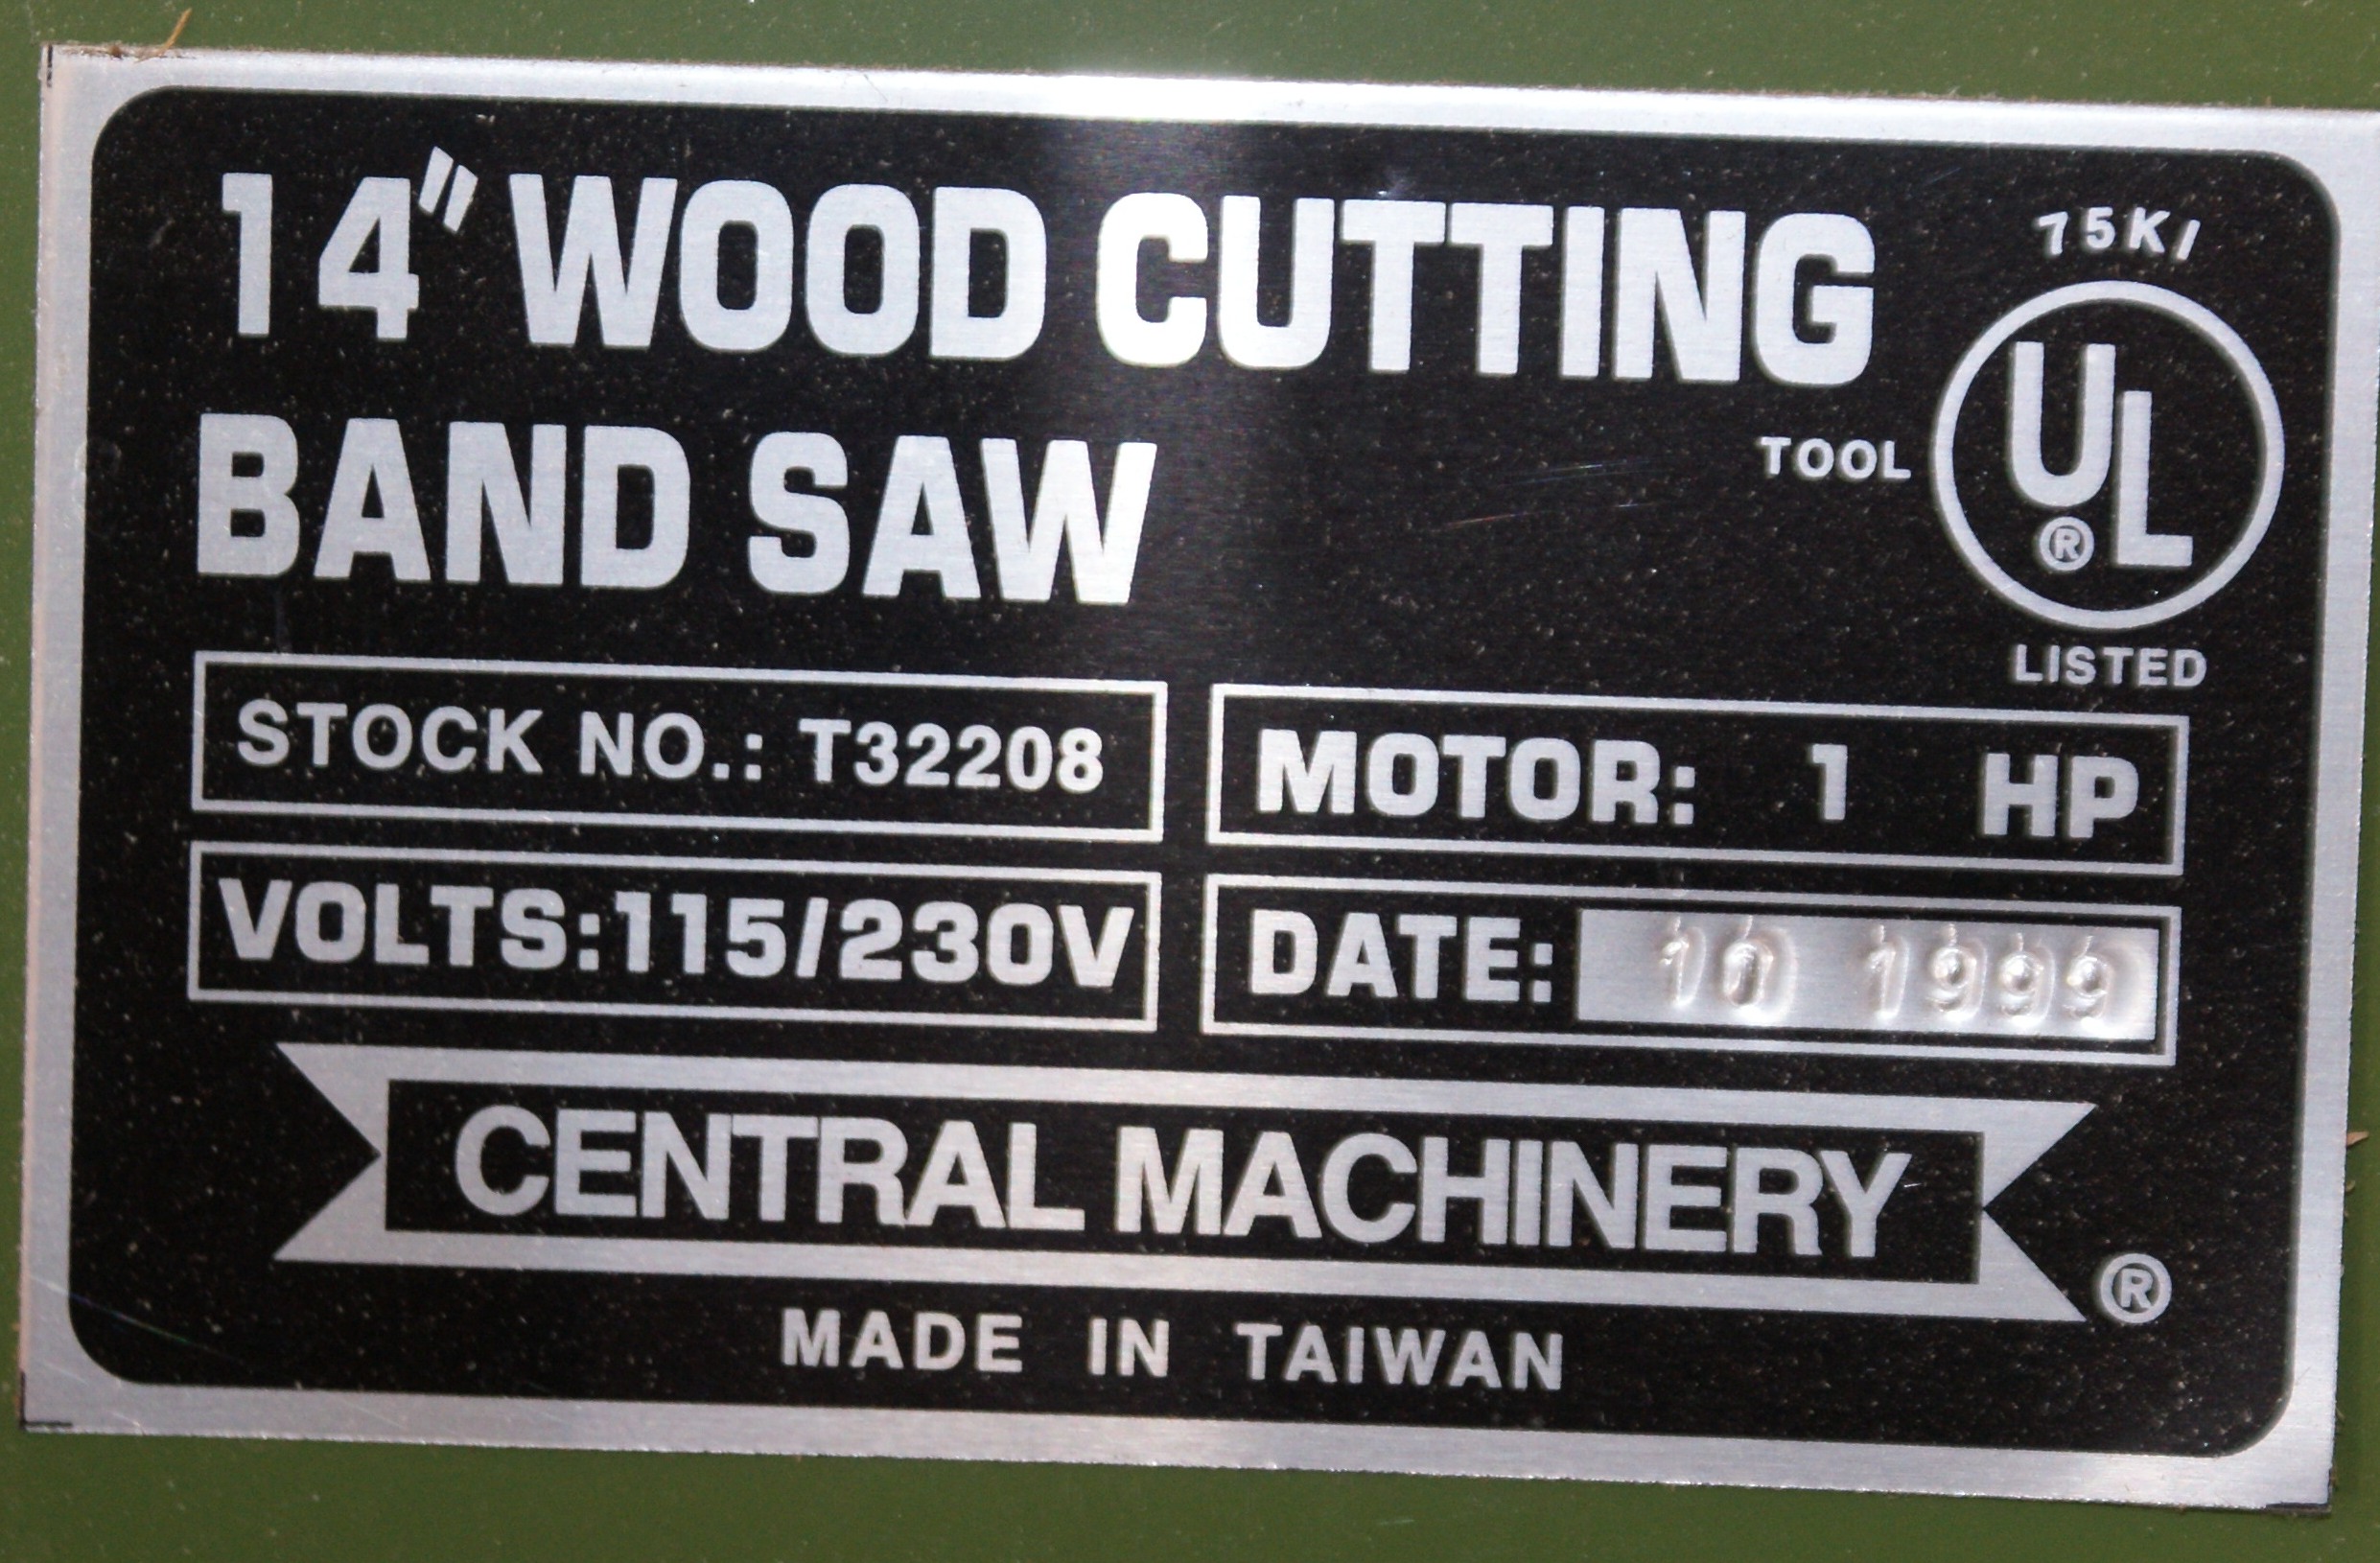 14" WOOD CUTTING
BAND SAW
75KI
TOOL
UL
®
LISTED
STOCK NO.: T32208
MOTOR: 1 HP
VOLTS:115/230V
DATE: 10 1999
CENTRAL MACHINERY
®
MADE IN TAIWAN